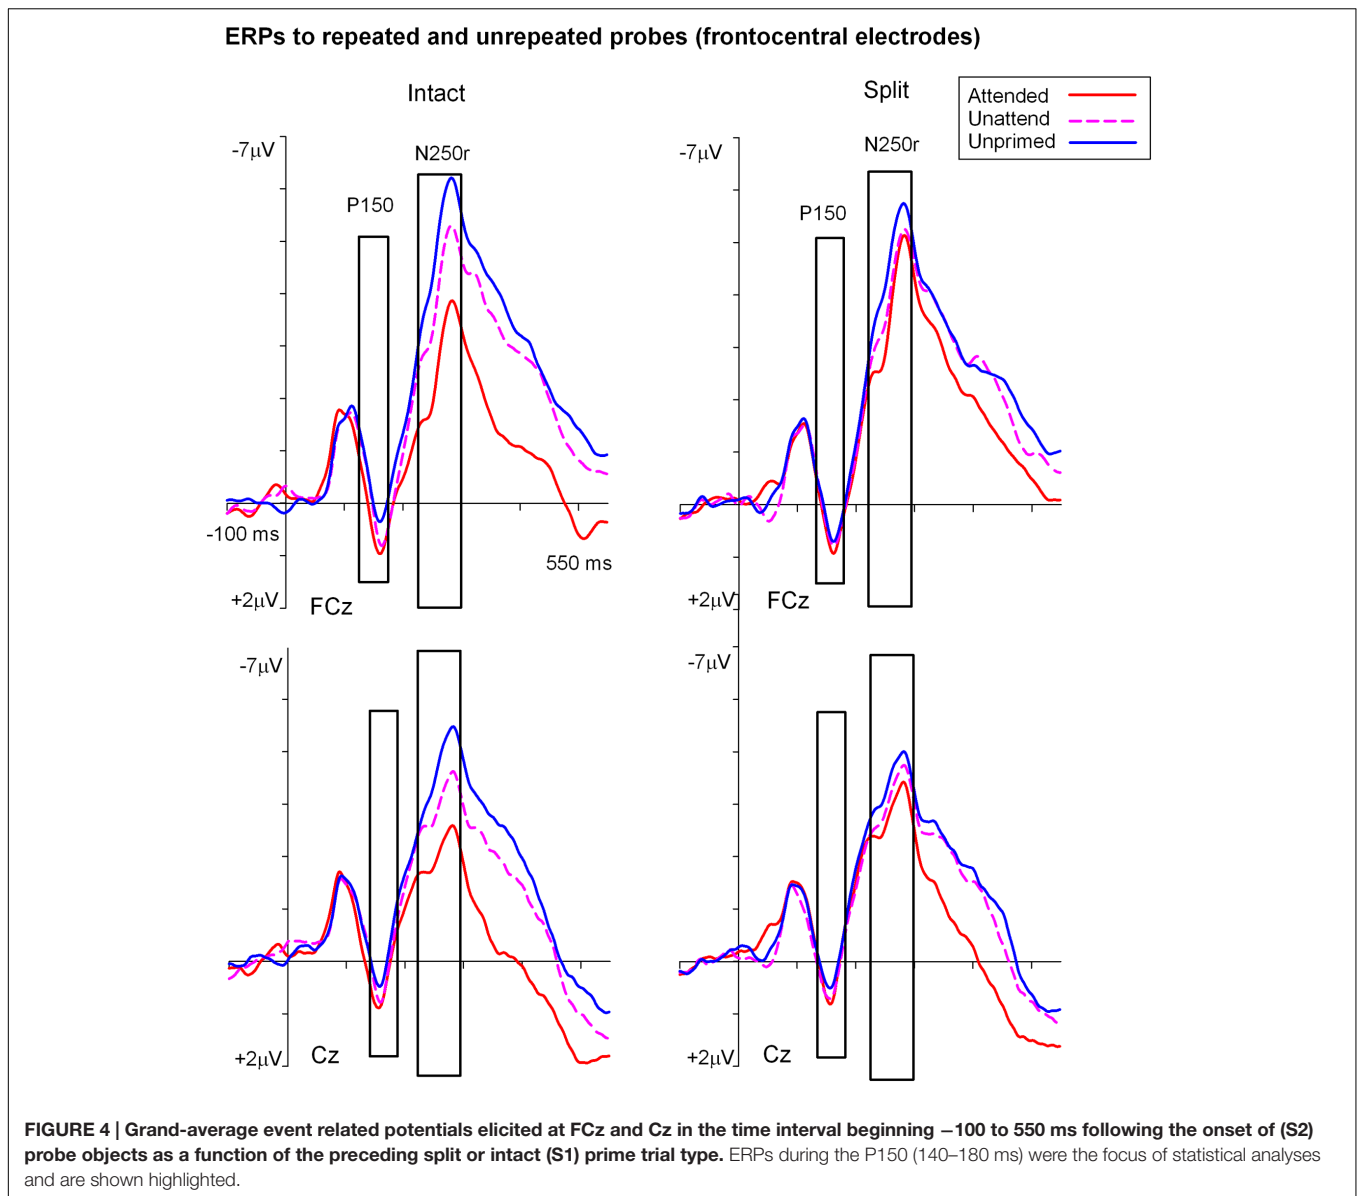 ERPs to repeated and unrepeated probes (frontocentral electrodes)
Intact
Split
Attended
Unattend
Unprimed
-7µV
N250r
P150
-100 ms
550 ms
+2µV
FCz
-7µV
N250r
P150
+2µV
FCz
-7µV
+2µV
Cz
-7µV
+2µV
Cz
FIGURE 4 | Grand-average event related potentials elicited at FCz and Cz in the time interval beginning −100 to 550 ms following the onset of (S2)
probe objects as a function of the preceding split or intact (S1) prime trial type. ERPs during the P150 (140–180 ms) were the focus of statistical analyses
and are shown highlighted.